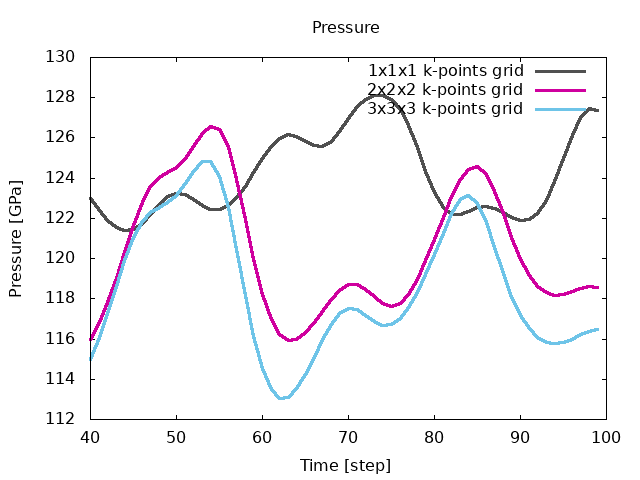 Pressure
1x1x1 k-points grid
2x2x2 k-points grid
3x3x3 k-points grid
Pressure [GPa]
130
128
126
124
122
120
118
116
114
112
40 50 60 70 80 90 100
Time [step]